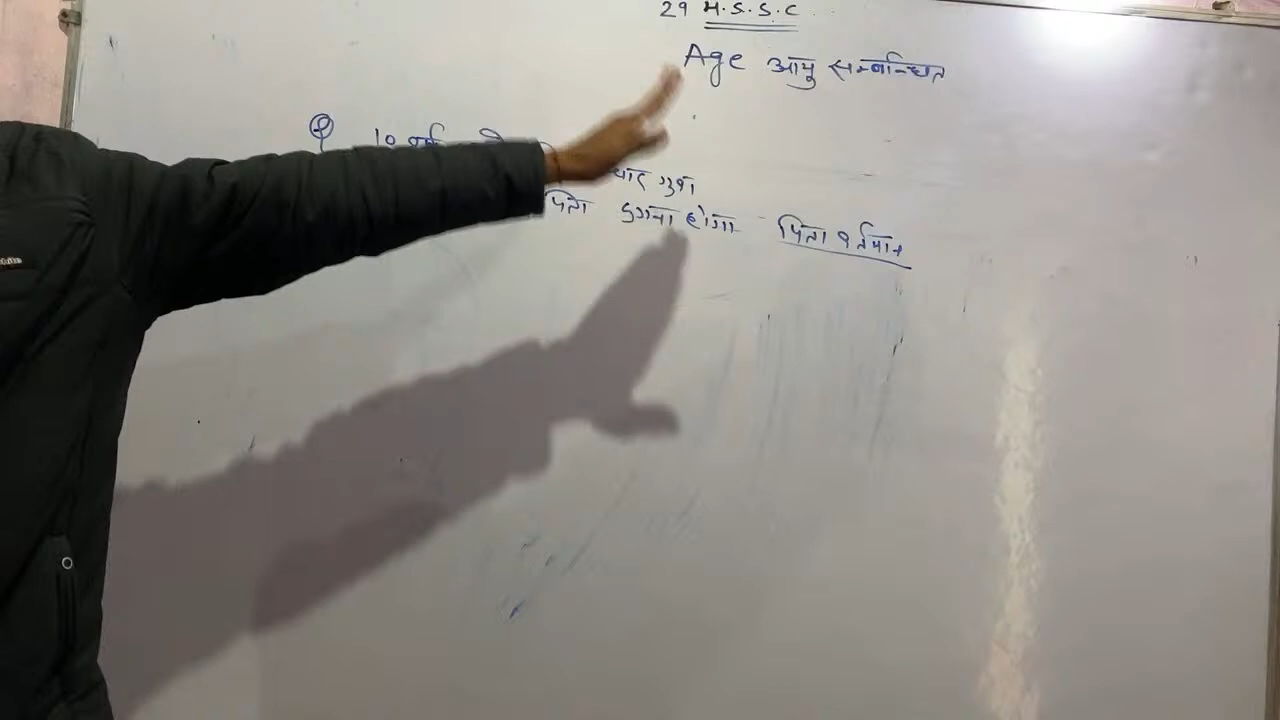 29 H.S.S.C
Age आयु सम्बन्धित
Q 10 वर्ष
चार गुणा
पिता दुगना होगा पिता वर्तमान